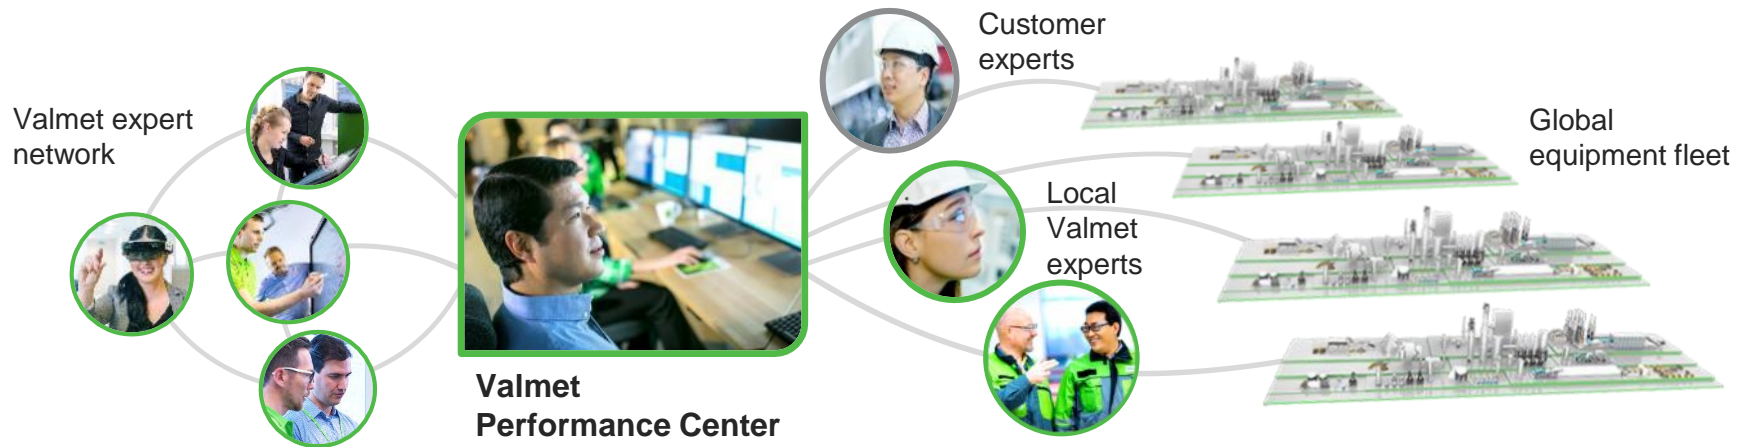 Valmet expert
network
Valmet
Performance Center
Customer
experts
Local
Valmet
experts
Global
equipment fleet